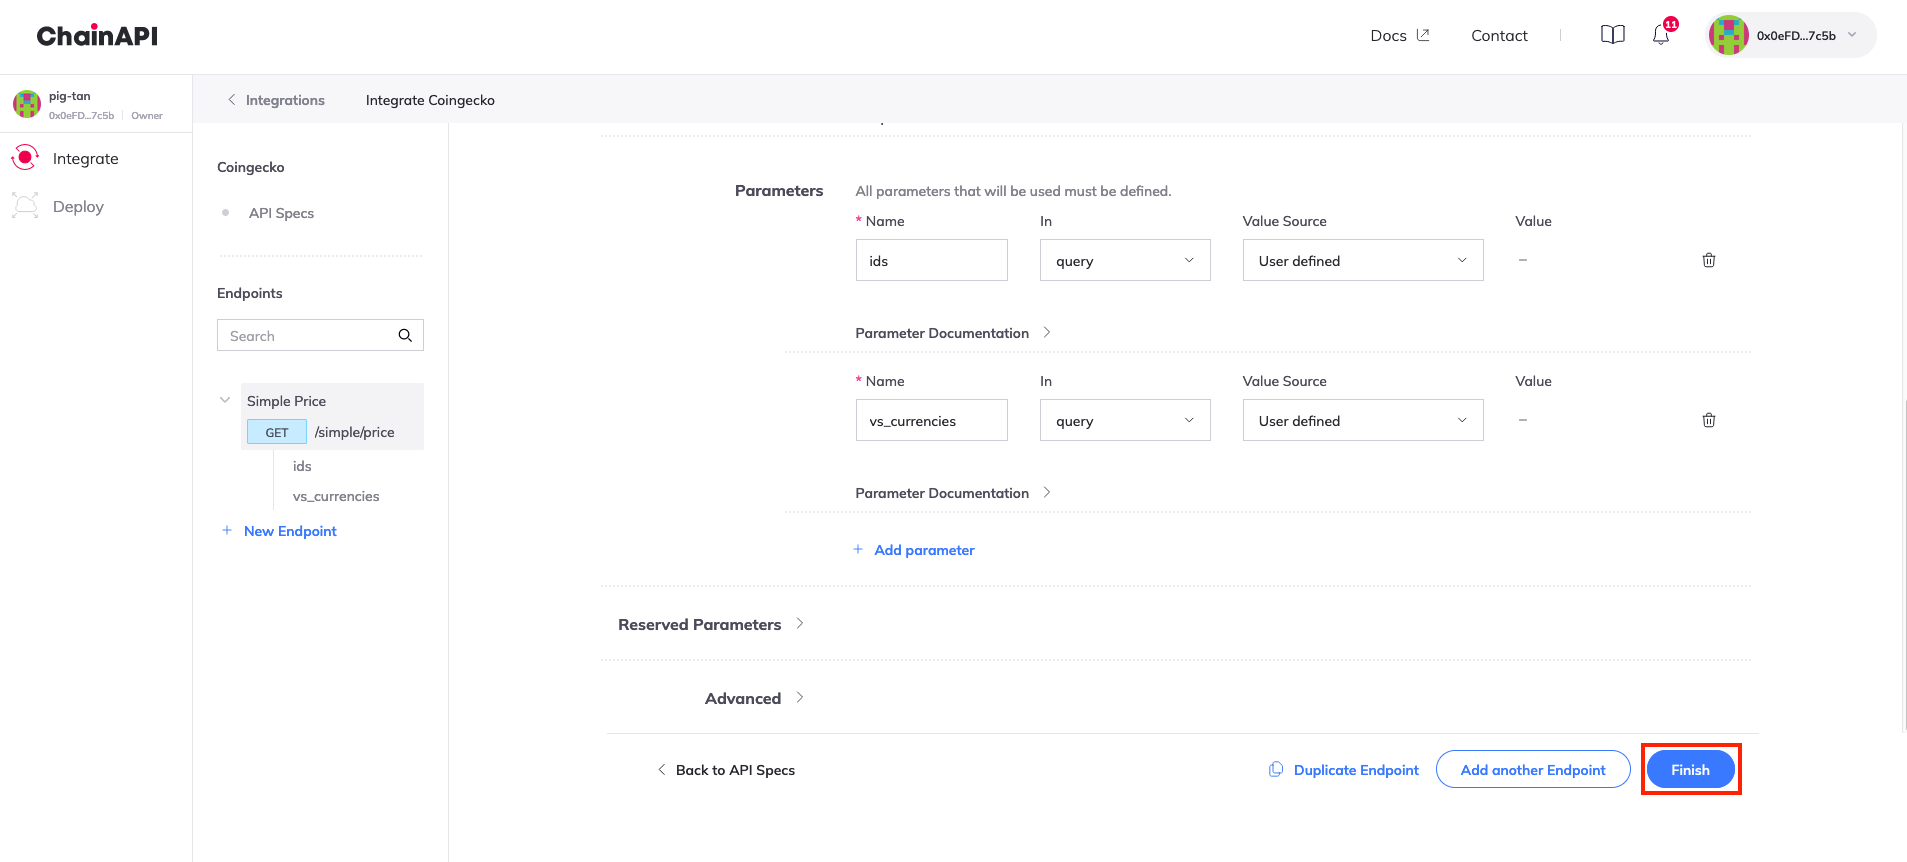 ChainAPI
Docs
Contact
11
0x0eFD...7c5b
pig-tan
0x0eFD...7c5b
Owner
Integrate
Deploy
Integrations
Integrate Coingecko
Coingecko
API Specs
Endpoints
Search
Simple Price
GET /simple/price
ids
vs_currencies
+ New Endpoint
Parameters
All parameters that will be used must be defined.
* Name In Value Source Value
ids query User defined –
Parameter Documentation
* Name In Value Source Value
vs_currencies query User defined –
Parameter Documentation
+ Add parameter
Reserved Parameters
Advanced
Back to API Specs
Duplicate Endpoint
Add another Endpoint
Finish